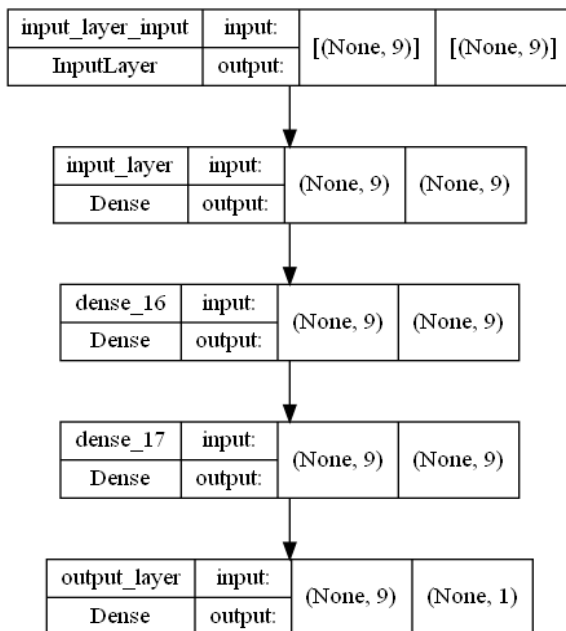 input_layer_input input: [(None, 9)] [(None, 9)]
InputLayer output:
input_layer input: (None, 9) (None, 9)
Dense output:
dense_16 input: (None, 9) (None, 9)
Dense output:
dense_17 input: (None, 9) (None, 9)
Dense output:
output_layer input: (None, 9) (None, 1)
Dense output: